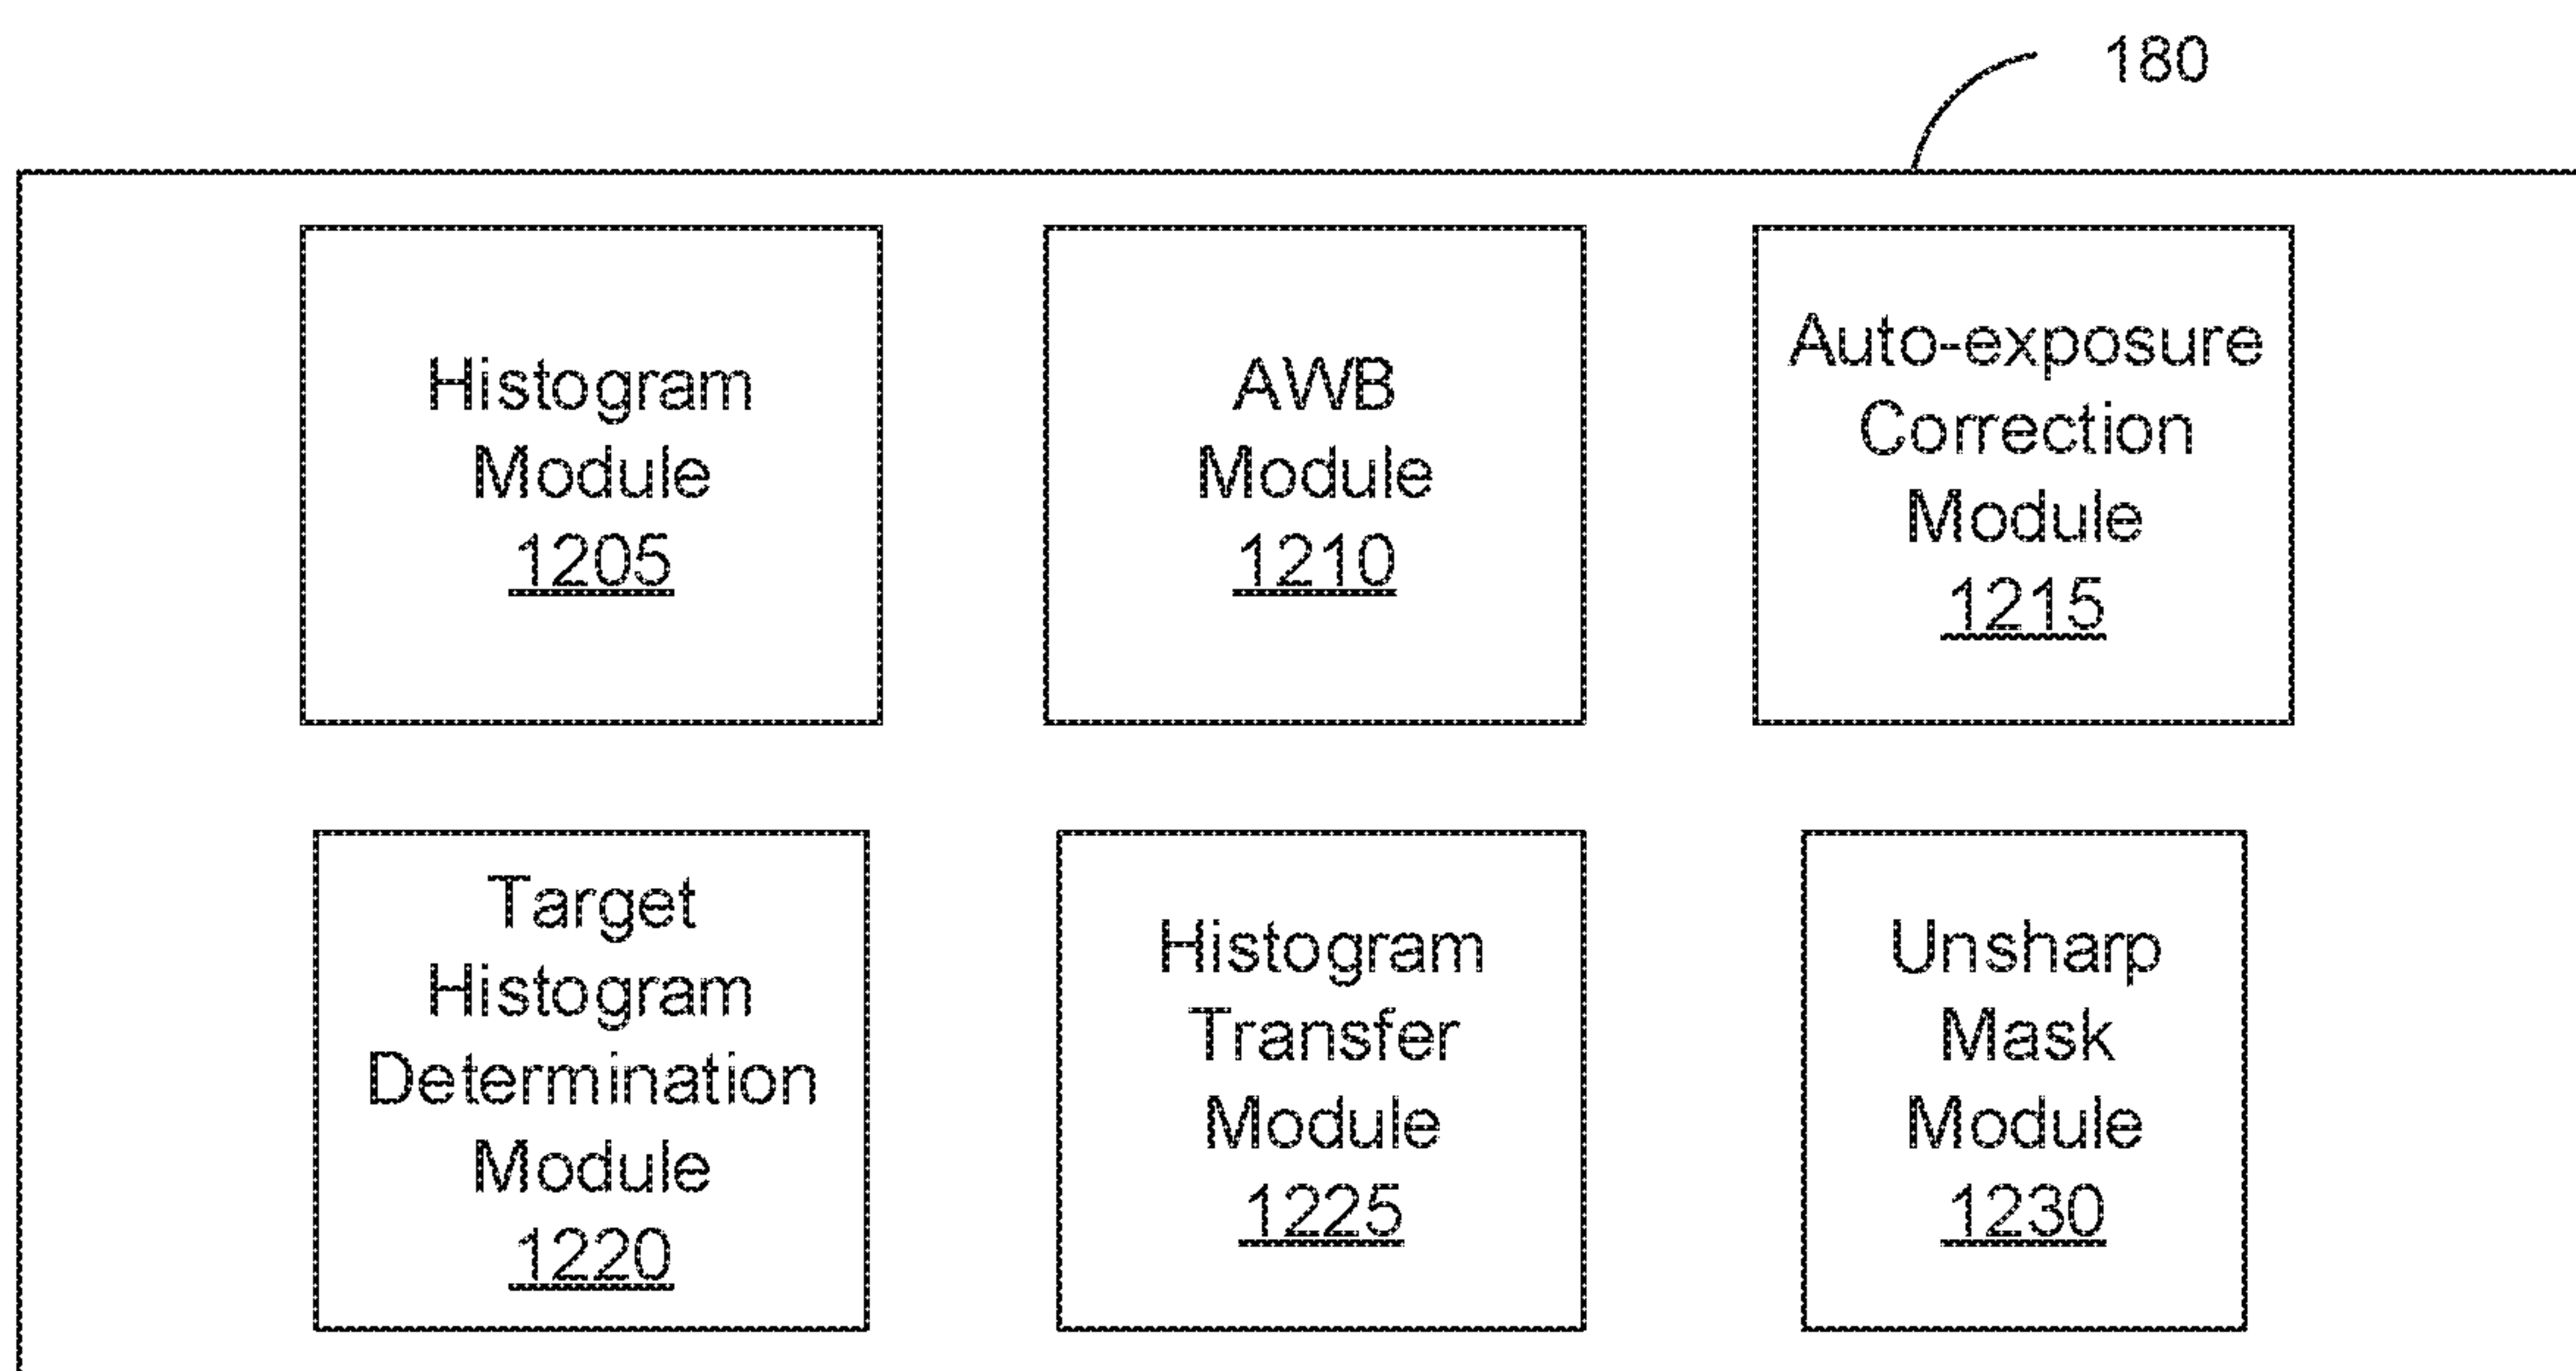 180
Histogram
Module
1205
AWB
Module
1210
Auto-exposure
Correction
Module
1215
Target
Histogram
Determination
Module
1220
Histogram
Transfer
Module
1225
Unsharp
Mask
Module
1230